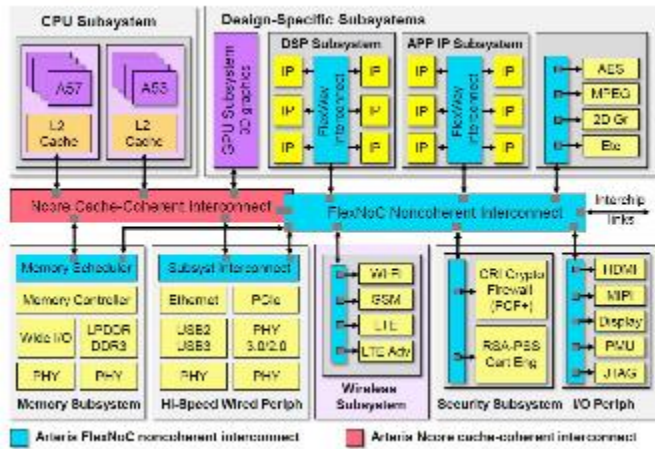 CPU Subsystem
Design-Specific Subsystems
A57
L2
Cache
A53
L2
Cache
GPU Subsystem
3D graphics
DSP Subsystem
IP
IP
IP
FlexWay
Interconnect
IP
IP
IP
APP IP Subsystem
IP
IP
IP
FlexWay
Interconnect
IP
IP
IP
AES
MPEG
2D Gr
Etc
Ncore Cache-Coherent Interconnect
FlexNoC Noncoherent Interconnect
Interchip
links
Memory Scheduler
Memory Controller
Wide I/O
LPDDR
DDR3
PHY
PHY
Memory Subsystem
Subsyst Interconnect
Ethernet
PCIe
USB2
USB3
PHY
3.0/2.0
PHY
PHY
Hi-Speed Wired Periph
WI-FI
GSM
LTE
LTE Adv
Wireless
Subsystem
CRI Crypto
Firewall
(PCF+)
RSA-PSS
Cert Eng
Security Subsystem
HDMI
MIPI
Display
PMU
JTAG
I/O Periph
Arteris FlexNoC noncoherent interconnect
Arteris Ncore cache-coherent interconnect